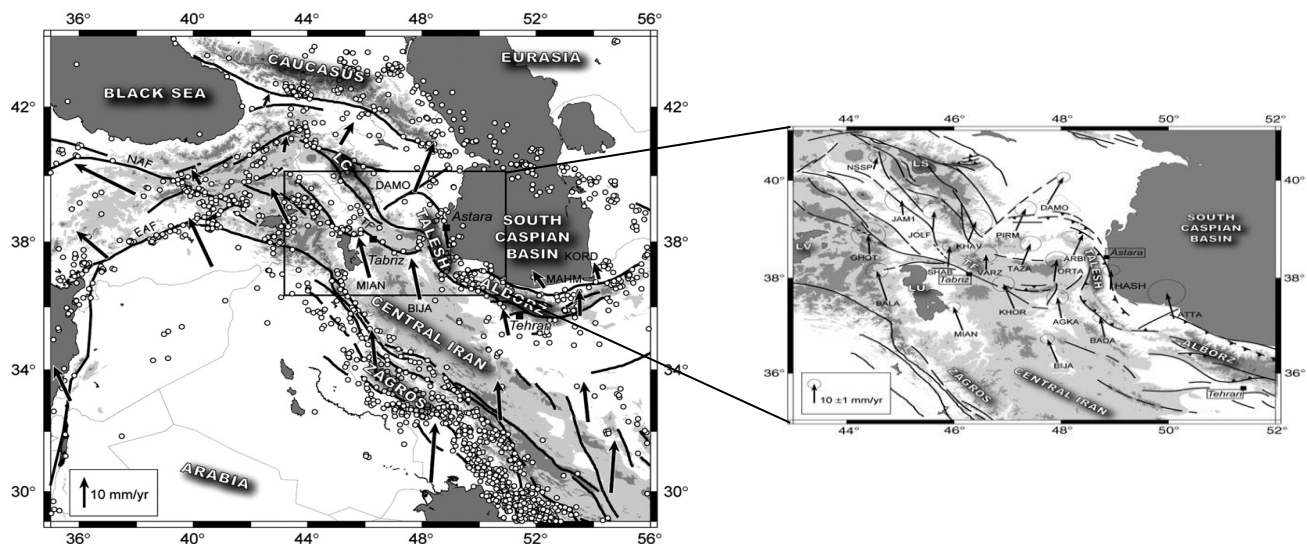 36° 40° 44° 48° 52° 56°
EURASIA
CAUCASUS
BLACK SEA
42° 42°
NAF
LC
DAMO
TALESH
Astara
EAF
SOUTH
CASPIAN
BASIN
38° 38°
Tabriz
KORD
MAHM
MIAN
BIJA
ALBORZ
Tehran
CENTRAL IRAN
34° 34°
ZAGROS
ARABIA
30° 30°
10 mm/yr
36° 40° 44° 48° 52° 56°
44° 46° 48° 50° 52°
NSSP
LS
40° 40°
DAMO
JAM1
JOLF
PIRM
KHAV
SOUTH
CASPIAN
BASIN
LV
GHOT
TF
ARBI
Astara
SHAB
VARZ
TAZA
ORTA
TALESH
38° 38°
Tabriz
LU
HASH
BALA
KHOR
ATTA
MIAN
AGKA
BADA
BIJA
ALBORZ
36° 36°
ZAGROS
CENTRAL IRAN
Tehran
10 ±1 mm/yr
44° 46° 48° 50° 52°